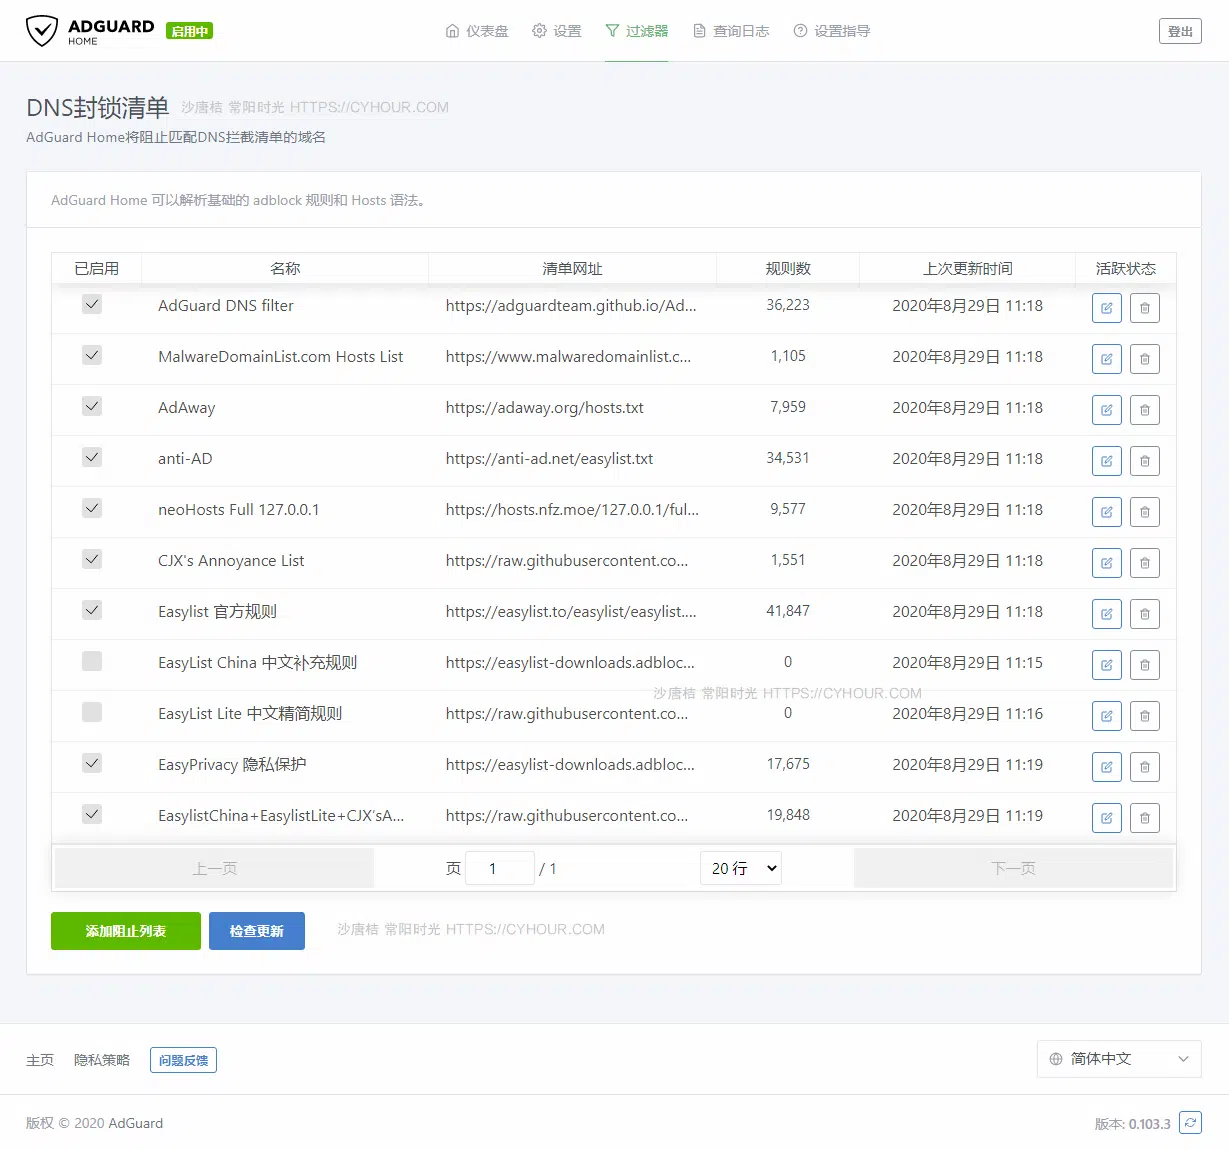 ADGUARD
HOME
启用中
仪表盘
设置
过滤器
查询日志
设置指导
登出
DNS封锁清单
沙唐桔 常阳时光 HTTPS://CYHOUR.COM
AdGuard Home将阻止匹配DNS拦截清单的域名
AdGuard Home 可以解析基础的 adblock 规则和 Hosts 语法。
已启用 名称 清单网址 规则数 上次更新时间 活跃状态
AdGuard DNS filter https://adguardteam.github.io/Ad... 36,223 2020年8月29日 11:18
MalwareDomainList.com Hosts List https://www.malwaredomainlist.c... 1,105 2020年8月29日 11:18
AdAway https://adaway.org/hosts.txt 7,959 2020年8月29日 11:18
anti-AD https://anti-ad.net/easylist.txt 34,531 2020年8月29日 11:18
neoHosts Full 127.0.0.1 https://hosts.nfz.moe/127.0.0.1/ful... 9,577 2020年8月29日 11:18
CJX's Annoyance List https://raw.githubusercontent.co... 1,551 2020年8月29日 11:18
Easylist 官方规则 https://easylist.to/easylist/easylist.... 41,847 2020年8月29日 11:18
EasyList China 中文补充规则 https://easylist-downloads.adbloc... 0 2020年8月29日 11:15
沙唐桔 常阳时光 HTTPS://CYHOUR.COM
EasyList Lite 中文精简规则 https://raw.githubusercontent.co... 0 2020年8月29日 11:16
EasyPrivacy 隐私保护 https://easylist-downloads.adbloc... 17,675 2020年8月29日 11:19
EasylistChina+EasylistLite+CJX'sA... https://raw.githubusercontent.co... 19,848 2020年8月29日 11:19
上一页 页 1 / 1 20 行 下一页
添加阻止列表 检查更新
沙唐桔 常阳时光 HTTPS://CYHOUR.COM
主页 隐私策略 问题反馈
简体中文
版权 © 2020 AdGuard
版本: 0.103.3